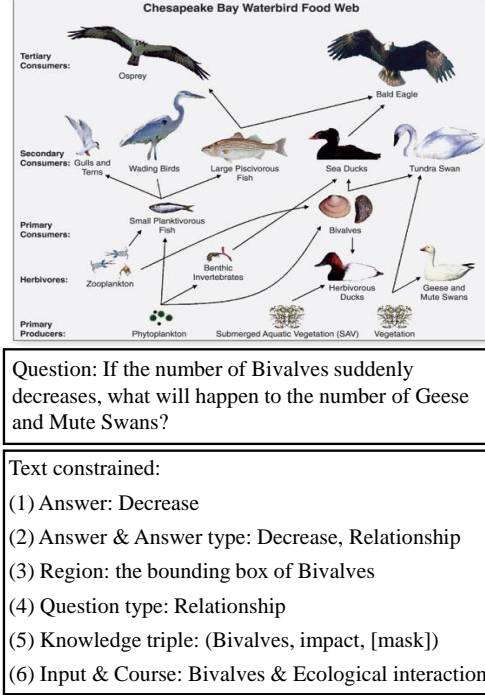 Chesapeake Bay Waterbird Food Web
Tertiary
Consumers:
Osprey
Bald Eagle
Secondary
Consumers:
Gulls and
Terns
Wading Birds
Large Piscivorous
Fish
Sea Ducks
Tundra Swan
Primary
Consumers:
Small Planktivorous
Fish
Bivalves
Herbivores:
Zooplankton
Benthic
Invertebrates
Herbivorous
Ducks
Geese and
Mute Swans
Primary
Producers:
Phytoplankton
Submerged Aquatic Vegetation (SAV)
Vegetation
Question: If the number of Bivalves suddenly
decreases, what will happen to the number of Geese
and Mute Swans?
Text constrained:
(1) Answer: Decrease
(2) Answer & Answer type: Decrease, Relationship
(3) Region: the bounding box of Bivalves
(4) Question type: Relationship
(5) Knowledge triple: (Bivalves, impact, [mask])
(6) Input & Course: Bivalves & Ecological interaction